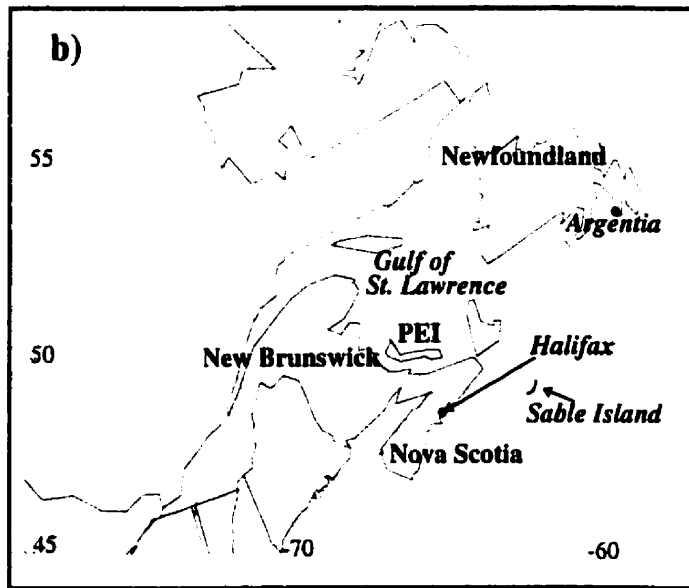 b)
55
Newfoundland
Argentia
Gulf of
St. Lawrence
PEI
50
New Brunswick
Halifax
Sable Island
Nova Scotia
45
-70
-60